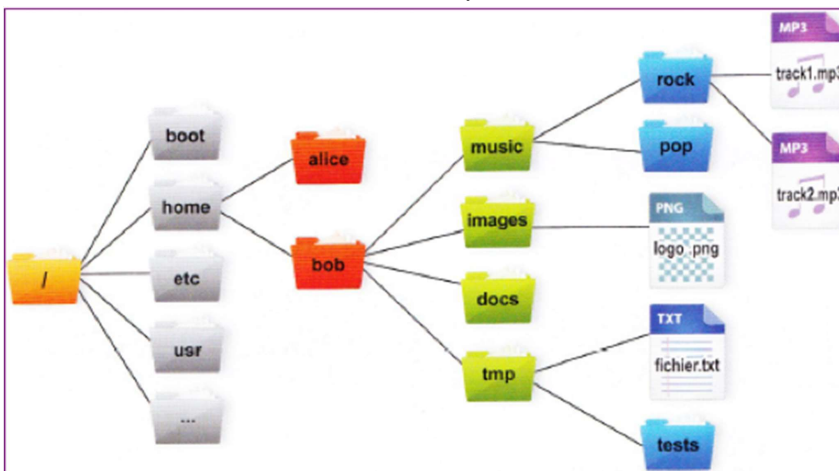 /
boot
home
etc
usr
...
alice
bob
music
images
docs
tmp
rock
pop
PNG
logo .png
TXT
fichier.txt
tests
MP3
track1.mp3
MP3
track2.mp3